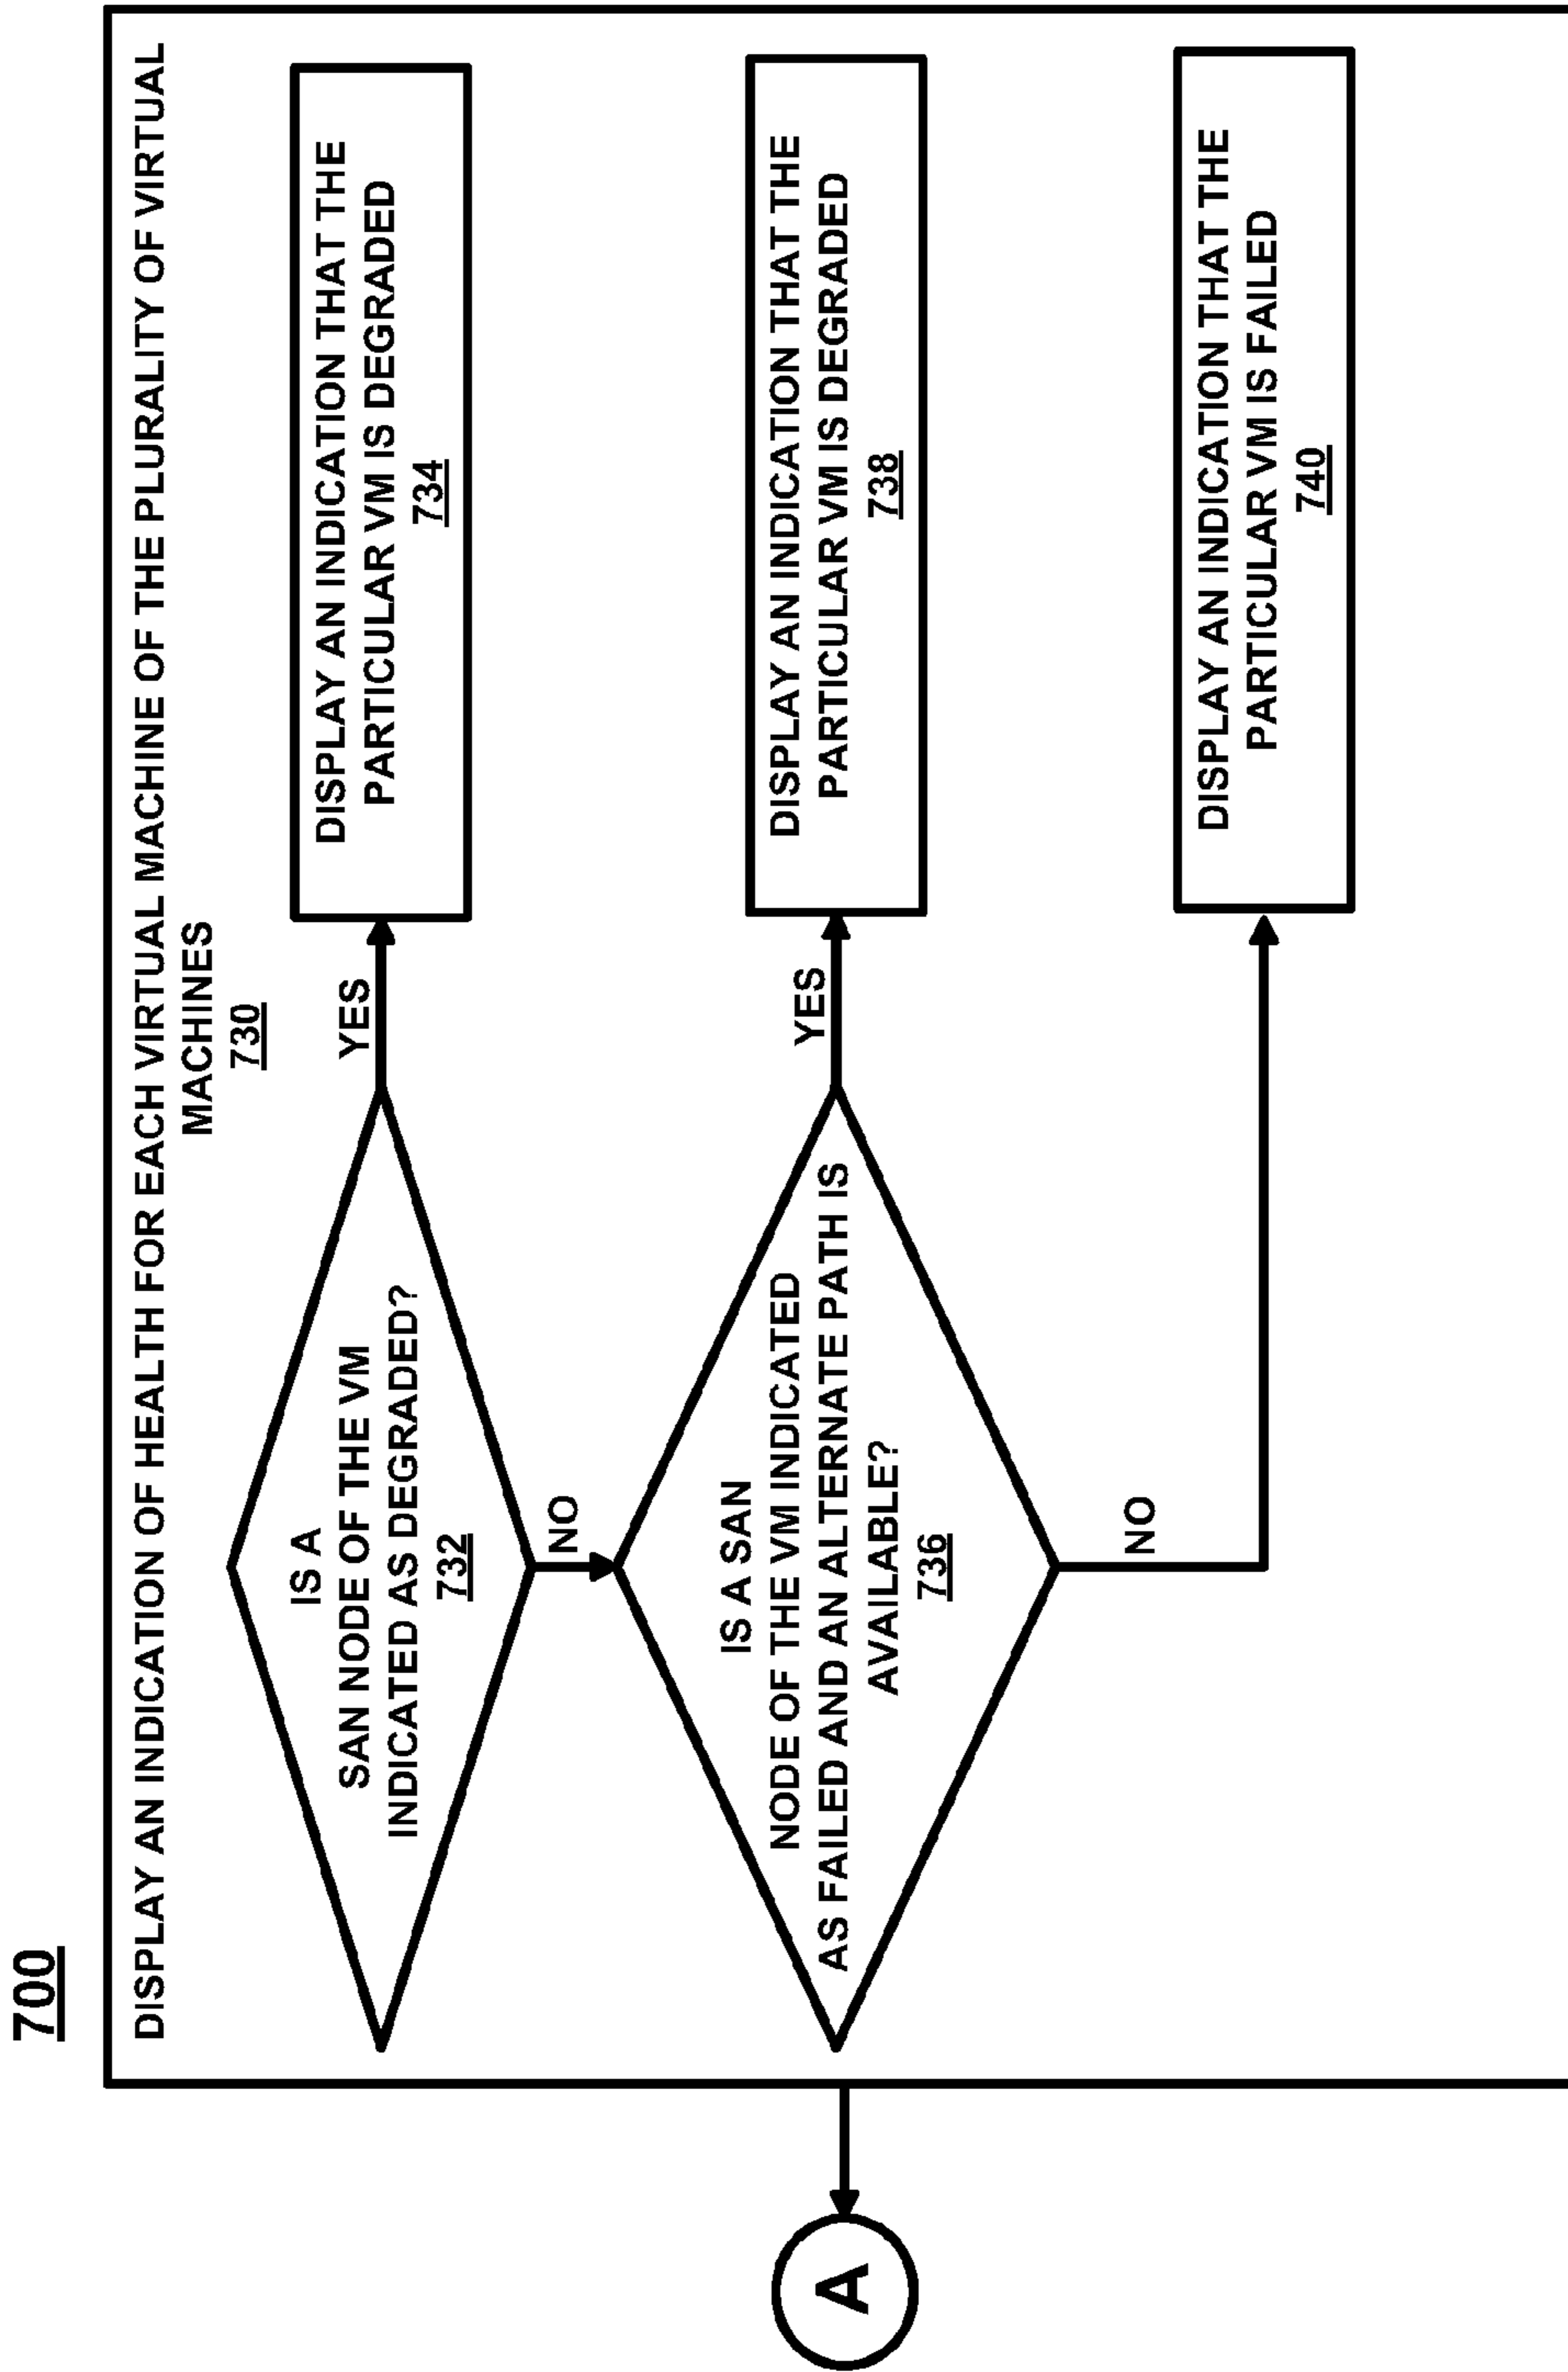 700
DISPLAY AN INDICATION OF HEALTH FOR EACH VIRTUAL MACHINE OF THE PLURALITY OF VIRTUAL
MACHINES
730
IS A
SAN NODE OF THE VM
INDICATED AS DEGRADED?
732
YES
DISPLAY AN INDICATION THAT THE
PARTICULAR VM IS DEGRADED
734
NO
IS A SAN
NODE OF THE VM INDICATED
AS FAILED AND AN ALTERNATE PATH IS
AVAILABLE?
736
YES
DISPLAY AN INDICATION THAT THE
PARTICULAR VM IS DEGRADED
738
NO
DISPLAY AN INDICATION THAT THE
PARTICULAR VM IS FAILED
740
A